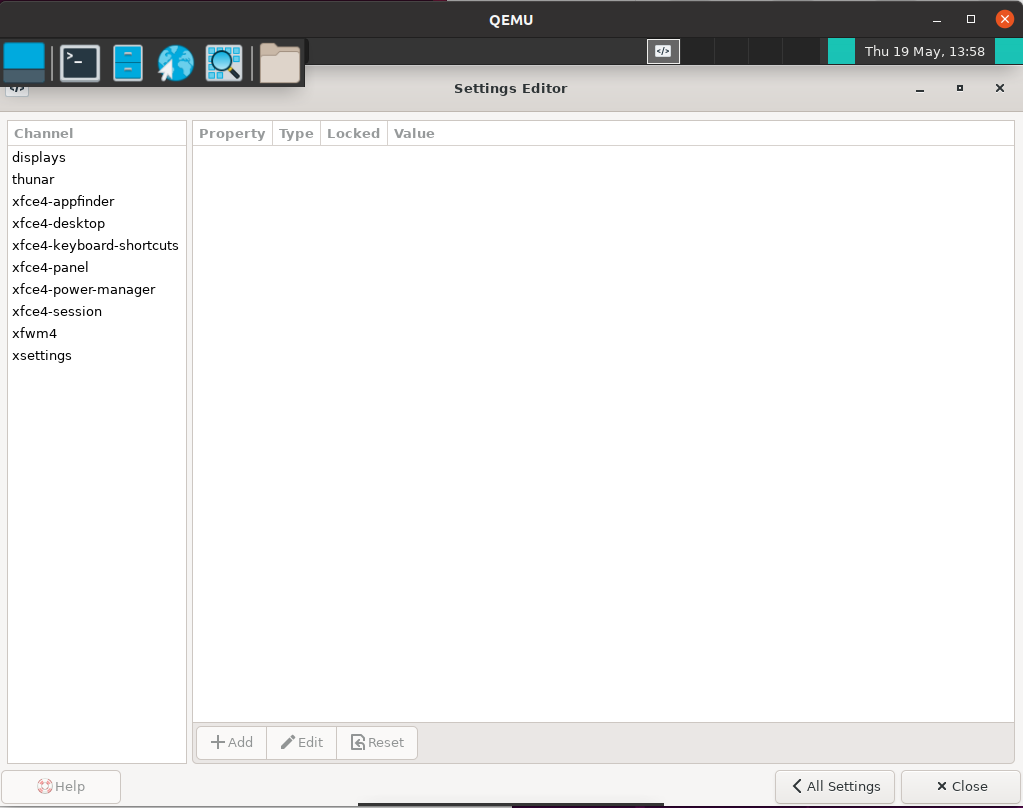 QEMU
Thu 19 May, 13:58
Settings Editor
Channel
displays
thunar
xfce4-appfinder
xfce4-desktop
xfce4-keyboard-shortcuts
xfce4-panel
xfce4-power-manager
xfce4-session
xfwm4
xsettings
Property Type Locked Value
Add Edit Reset
Help All Settings Close